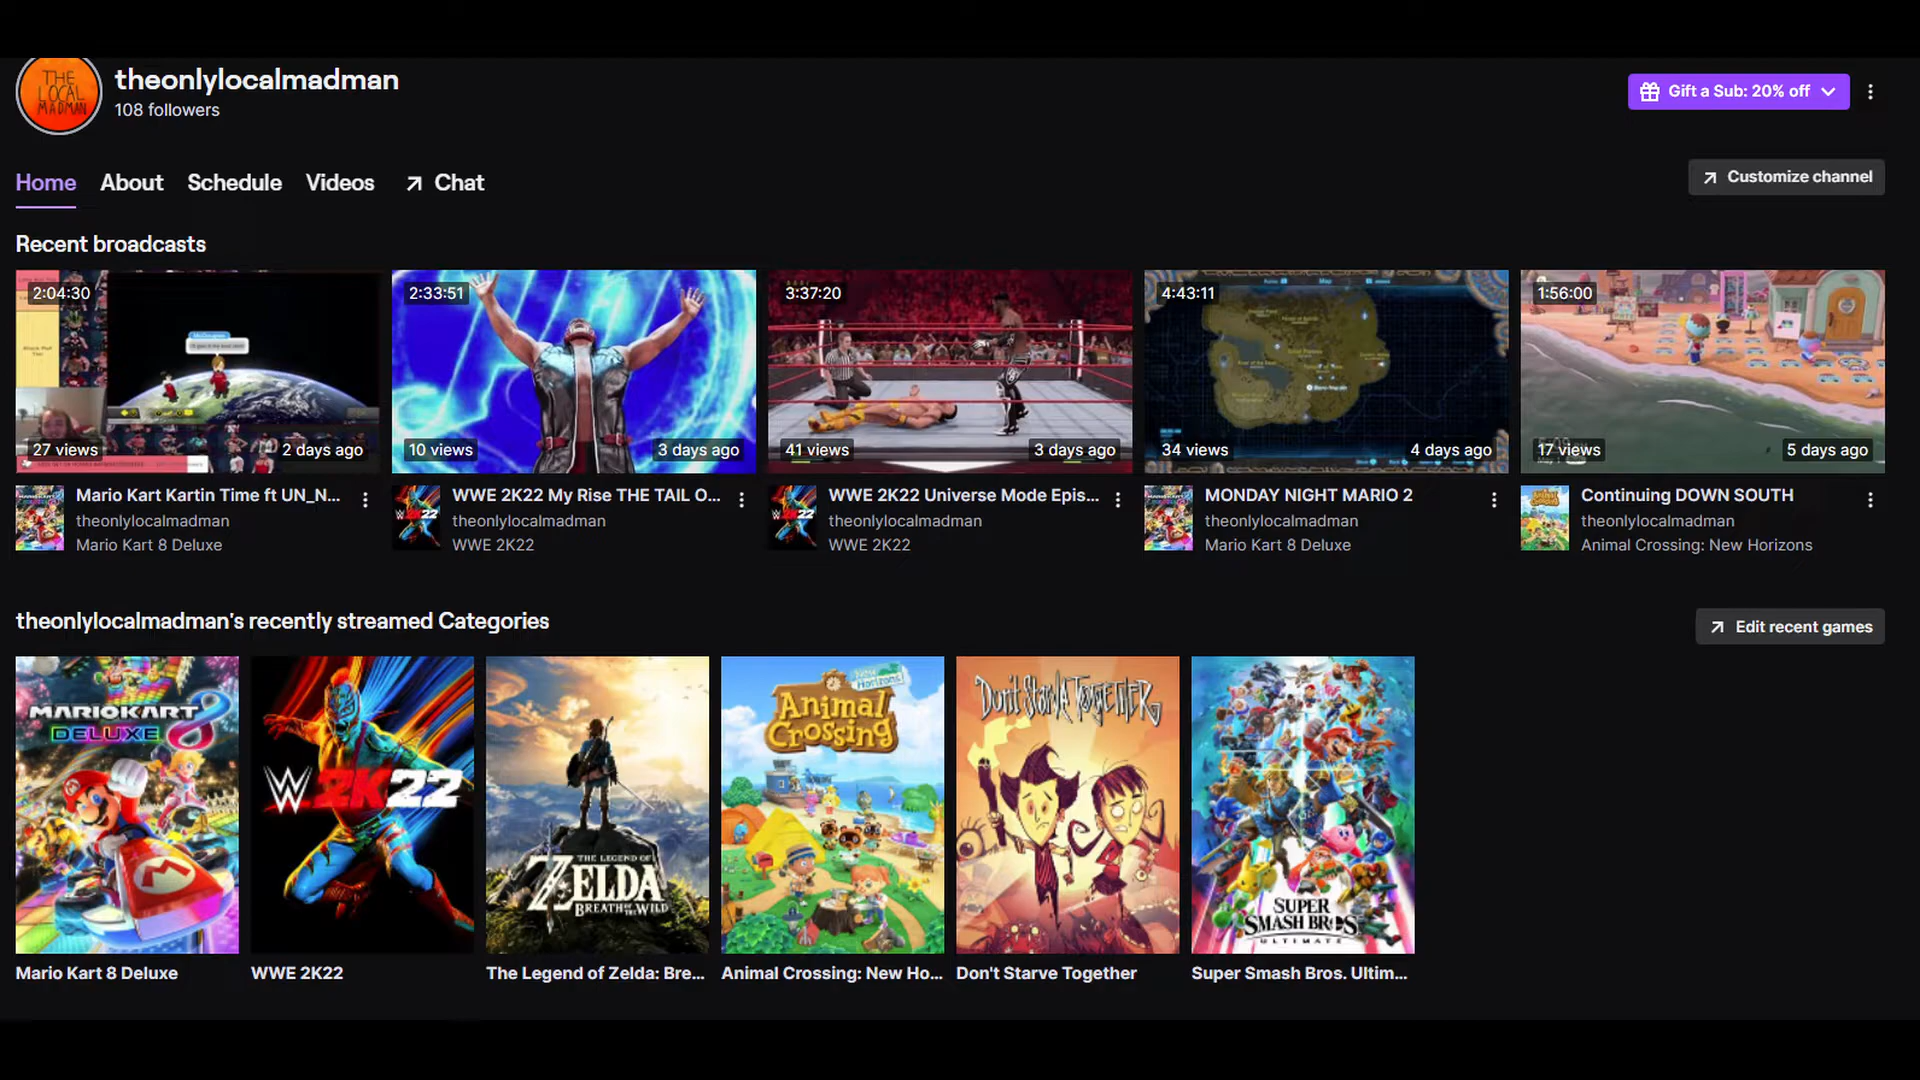 THE
LOCAL
MADMAN
theonlylocalmadman
108 followers
Gift a Sub: 20% off
Home
About
Schedule
Videos
Chat
Customize channel
Recent broadcasts
2:04:30
27 views
2 days ago
2:33:51
10 views
3 days ago
3:37:20
41 views
3 days ago
4:43:11
34 views
4 days ago
1:56:00
17 views
5 days ago
Mario Kart Kartin Time ft UN_N...
theonlylocalmadman
Mario Kart 8 Deluxe
WWE 2K22 My Rise THE TAIL O...
theonlylocalmadman
WWE 2K22
WWE 2K22 Universe Mode Epis...
theonlylocalmadman
WWE 2K22
MONDAY NIGHT MARIO 2
theonlylocalmadman
Mario Kart 8 Deluxe
Continuing DOWN SOUTH
theonlylocalmadman
Animal Crossing: New Horizons
theonlylocalmadman's recently streamed Categories
Edit recent games
MARIOKART 8
DELUXE
W 2K22
THE LEGEND OF
ZELDA
BREATH OF THE WILD
New Horizons
Animal
Crossing
Don't Starve Together
SUPER
SMASH BROS.
ULTIMATE
Mario Kart 8 Deluxe
WWE 2K22
The Legend of Zelda: Bre...
Animal Crossing: New Ho...
Don't Starve Together
Super Smash Bros. Ultim...